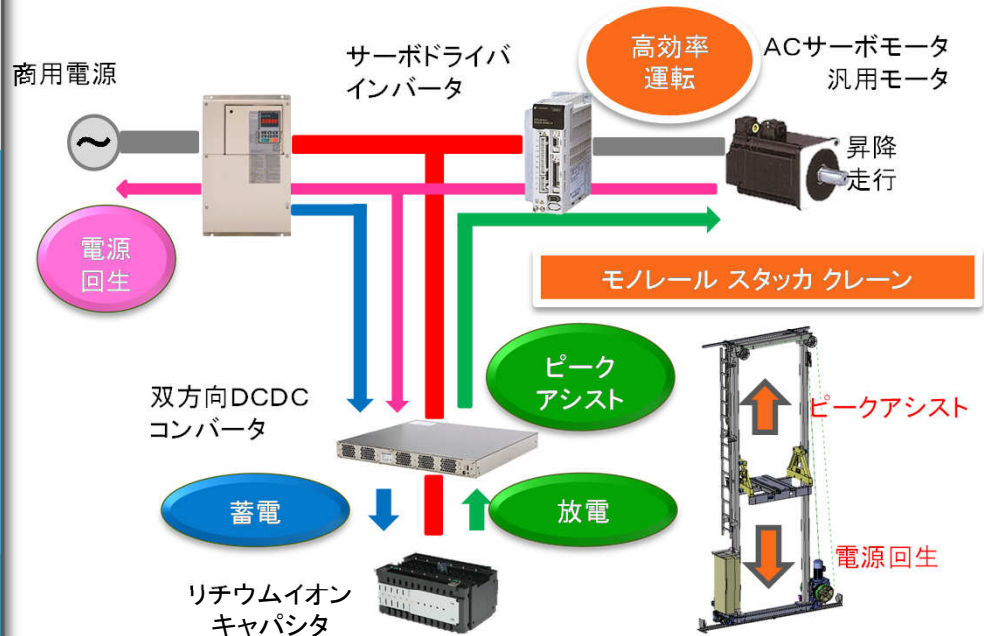 商用電源
サーボドライバ
インバータ
高効率
運転
ACサーボモータ
汎用モータ
昇降
走行
電源
回生
モノレール スタッカ クレーン
ピーク
アシスト
双方向DCDC
コンバータ
ピークアシスト
蓄電
放電
電源回生
リチウムイオン
キャパシタ